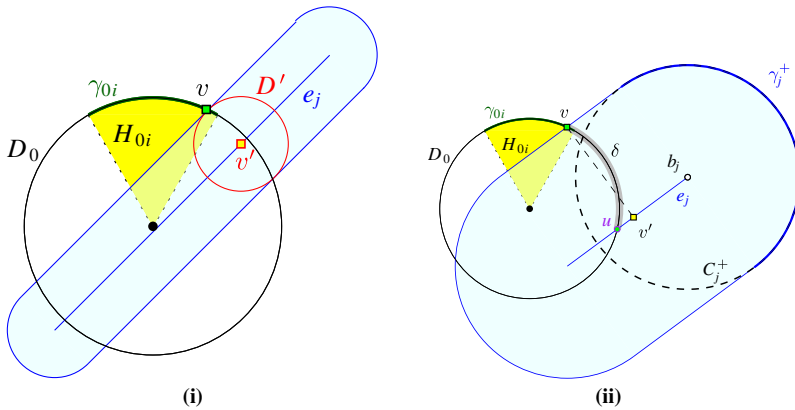 γ₀ᵢ
v
D′
eⱼ
H₀ᵢ
D₀
v′
(i)
γⱼ⁺
γ₀ᵢ
v
δ
H₀ᵢ
D₀
bⱼ
eⱼ
u
v′
Cⱼ⁺
(ii)